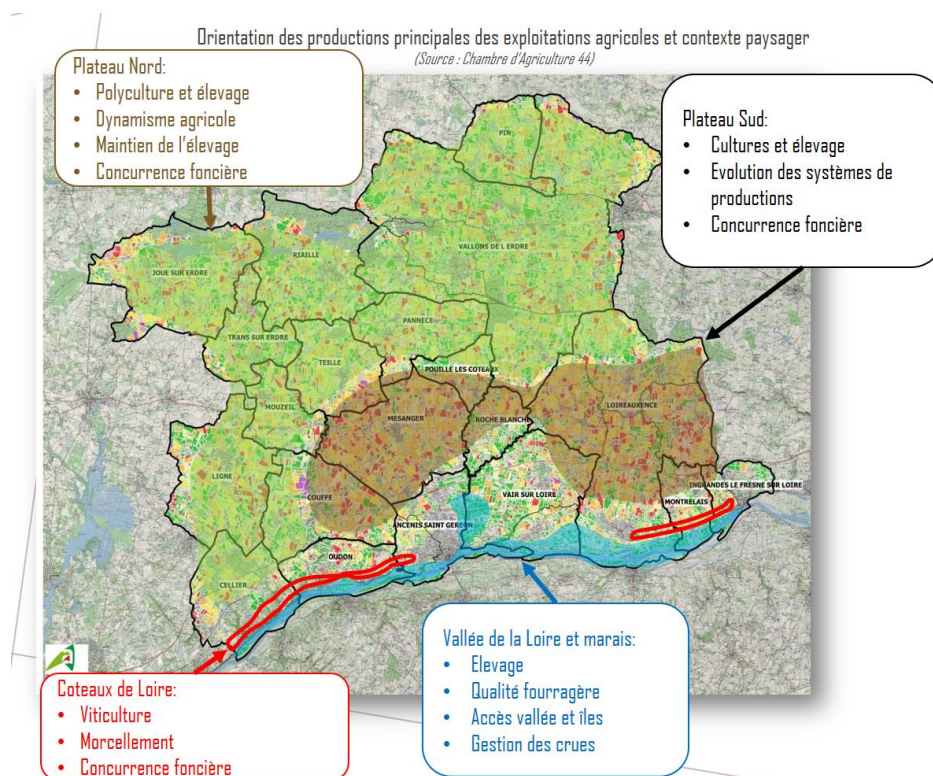 Orientation des productions principales des exploitations agricoles et contexte paysager
(Source : Chambre d'Agriculture 44)
Plateau Nord:
• Polyculture et élevage
• Dynamisme agricole
• Maintien de l'élevage
• Concurrence foncière
Plateau Sud:
• Cultures et élevage
• Evolution des systèmes de
productions
• Concurrence foncière
PIN
VALLONS DE L ERDRE
RIAILLE
JOUE SUR ERDRE
PANNECE
TRANS SUR ERDRE
TEILLE
POUILLE LES COTEAUX
MOUZEIL
MESANGER
ROCHE BLANCHE
LOIREAUXENCE
LIGNE
COUFFE
VAIR SUR LOIRE
INGRANDES LE FRESNE SUR LOIRE
MONTRELAIS
ANCENIS SAINT GEREON
OUDON
CELLIER
Vallée de la Loire et marais:
• Elevage
• Qualité fourragère
• Accès vallée et îles
• Gestion des crues
Coteaux de Loire:
• Viticulture
• Morcellement
• Concurrence foncière